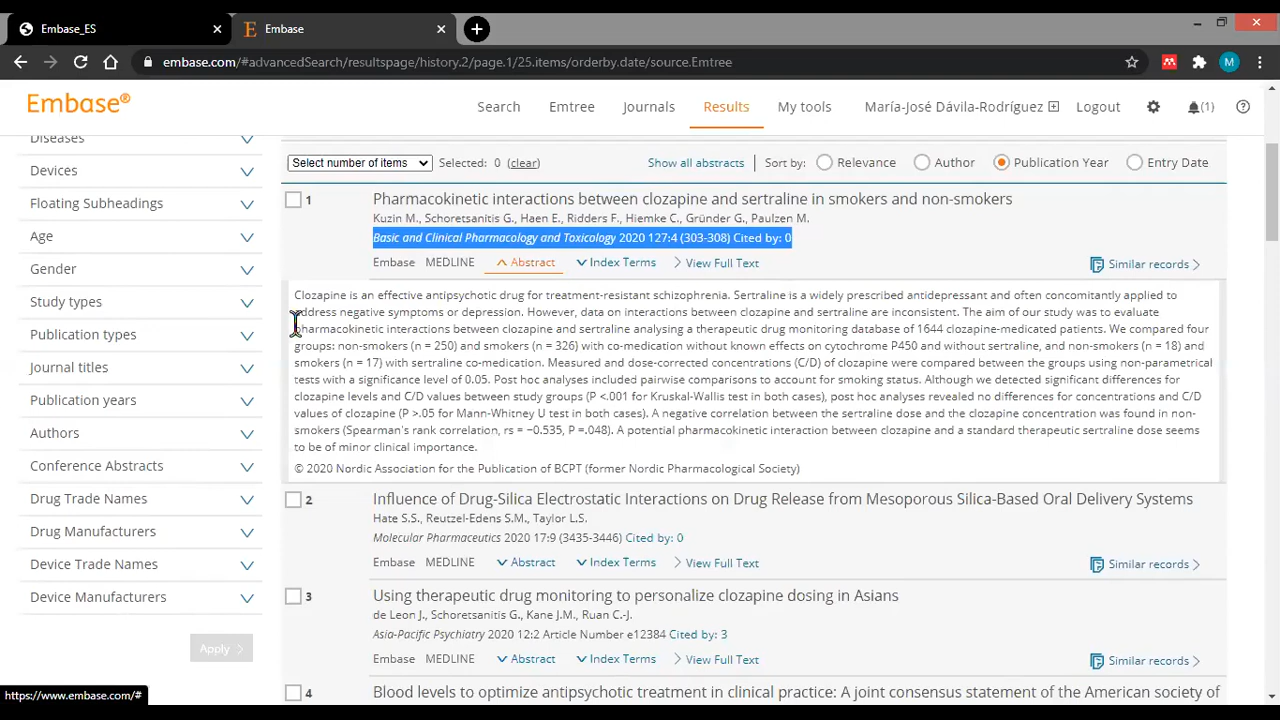 Embase_ES
Embase
embase.com/#advancedSearch/resultspage/history.2/page.1/25.items/orderby.date/source.Emtree
M
Embase®
Search
Emtree
Journals
Results
My tools
María-José Dávila-Rodríguez
Logout
(1)
Diseases
Devices
Floating Subheadings
Age
Gender
Study types
Publication types
Journal titles
Publication years
Authors
Conference Abstracts
Drug Trade Names
Drug Manufacturers
Device Trade Names
Device Manufacturers
Apply
https://www.embase.com/#
Select number of items
Selected: 0 (clear)
Show all abstracts
Sort by: Relevance Author Publication Year Entry Date
1 Pharmacokinetic interactions between clozapine and sertraline in smokers and non-smokers
Kuzin M., Schoretsanitis G., Haen E., Ridders F., Hiemke C., Gründer G., Paulzen M.
Basic and Clinical Pharmacology and Toxicology 2020 127:4 (303-308) Cited by: 0
Embase MEDLINE Abstract Index Terms View Full Text Similar records
Clozapine is an effective antipsychotic drug for treatment-resistant schizophrenia. Sertraline is a widely prescribed antidepressant and often concomitantly applied to
address negative symptoms or depression. However, data on interactions between clozapine and sertraline are inconsistent. The aim of our study was to evaluate
pharmacokinetic interactions between clozapine and sertraline analysing a therapeutic drug monitoring database of 1644 clozapine-medicated patients. We compared four
groups: non-smokers (n = 250) and smokers (n = 326) with co-medication without known effects on cytochrome P450 and without sertraline, and non-smokers (n = 18) and
smokers (n = 17) with sertraline co-medication. Measured and dose-corrected concentrations (C/D) of clozapine were compared between the groups using non-parametrical
tests with a significance level of 0.05. Post hoc analyses included pairwise comparisons to account for smoking status. Although we detected significant differences for
clozapine levels and C/D values between study groups (P <.001 for Kruskal-Wallis test in both cases), post hoc analyses revealed no differences for concentrations and C/D
values of clozapine (P >.05 for Mann-Whitney U test in both cases). A negative correlation between the sertraline dose and the clozapine concentration was found in non-
smokers (Spearman's rank correlation, rs = −0.535, P =.048). A potential pharmacokinetic interaction between clozapine and a standard therapeutic sertraline dose seems
to be of minor clinical importance.
© 2020 Nordic Association for the Publication of BCPT (former Nordic Pharmacological Society)
2 Influence of Drug-Silica Electrostatic Interactions on Drug Release from Mesoporous Silica-Based Oral Delivery Systems
Hate S.S., Reutzel-Edens S.M., Taylor L.S.
Molecular Pharmaceutics 2020 17:9 (3435-3446) Cited by: 0
Embase MEDLINE Abstract Index Terms View Full Text Similar records
3 Using therapeutic drug monitoring to personalize clozapine dosing in Asians
de Leon J., Schoretsanitis G., Kane J.M., Ruan C.-J.
Asia-Pacific Psychiatry 2020 12:2 Article Number e12384 Cited by: 3
Embase MEDLINE Abstract Index Terms View Full Text Similar records
4 Blood levels to optimize antipsychotic treatment in clinical practice: A joint consensus statement of the American society of